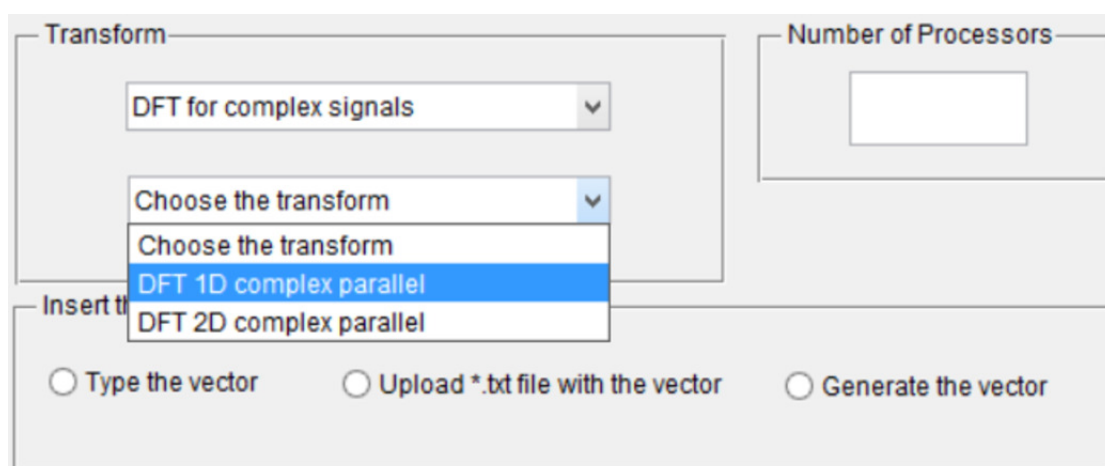 Transform
Number of Processors
DFT for complex signals
Choose the transform
Choose the transform
DFT 1D complex parallel
DFT 2D complex parallel
Insert
Type the vector
Upload *.txt file with the vector
Generate the vector